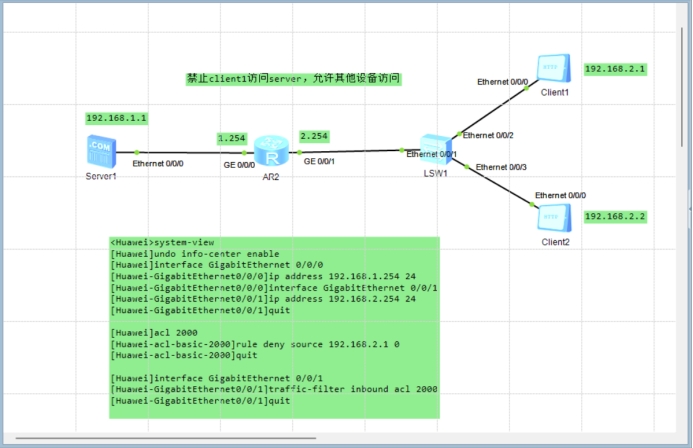 禁止client1访问server，允许其他设备访问
192.168.2.1
Ethernet 0/0/0
Client1
192.168.1.1
1.254
2.254
Ethernet 0/0/2
Ethernet 0/0/0
GE 0/0/0
GE 0/0/1
Ethernet 0/0/1
Ethernet 0/0/3
.COM
R
Server1
AR2
LSW1
Ethernet 0/0/0
192.168.2.2
Client2
<Huawei>system-view
[Huawei]undo info-center enable
[Huawei]interface GigabitEthernet 0/0/0
[Huawei-GigabitEthernet0/0/0]ip address 192.168.1.254 24
[Huawei-GigabitEthernet0/0/0]interface GigabitEthernet 0/0/1
[Huawei-GigabitEthernet0/0/1]ip address 192.168.2.254 24
[Huawei-GigabitEthernet0/0/1]quit
[Huawei]acl 2000
[Huawei-acl-basic-2000]rule deny source 192.168.2.1 0
[Huawei-acl-basic-2000]quit
[Huawei]interface GigabitEthernet 0/0/1
[Huawei-GigabitEthernet0/0/1]traffic-filter inbound acl 2000
[Huawei-GigabitEthernet0/0/1]quit